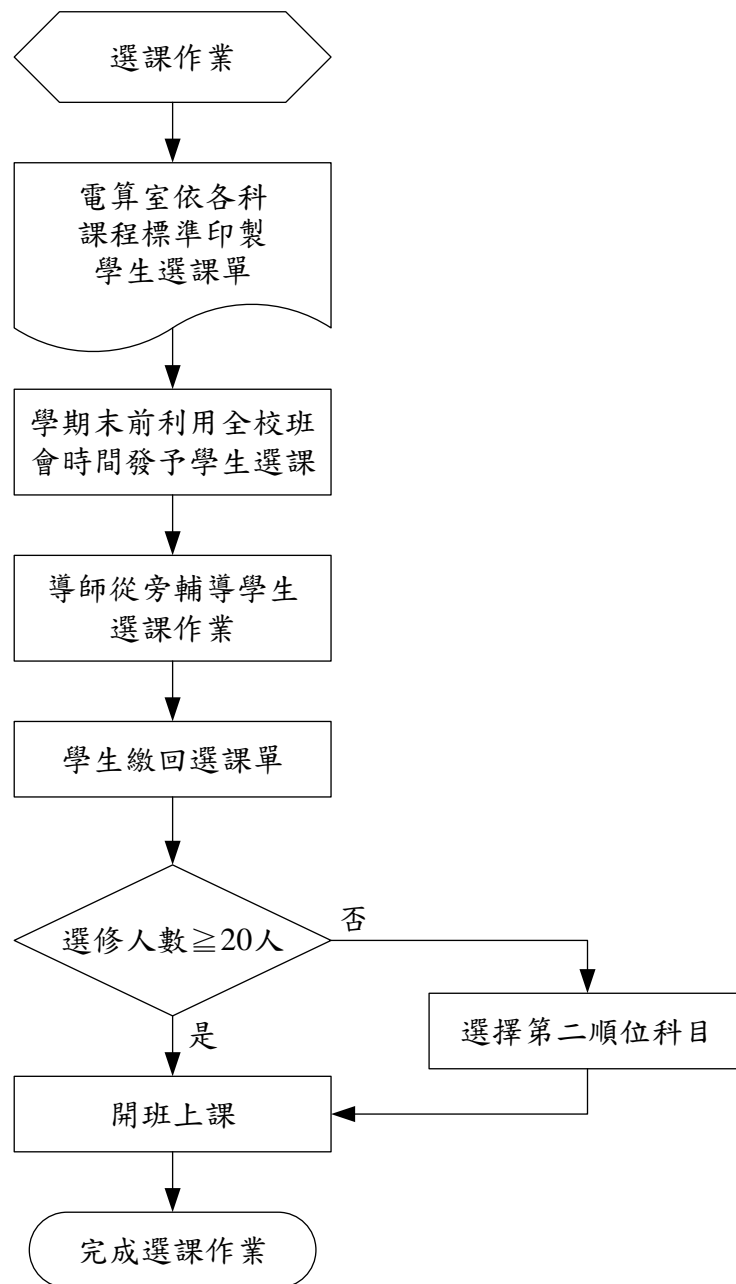 選課作業
電算室依各科
課程標準印製
學生選課單
學期末前利用全校班
會時間發予學生選課
導師從旁輔導學生
選課作業
學生繳回選課單
選修人數≧20人
否
是
選擇第二順位科目
開班上課
完成選課作業